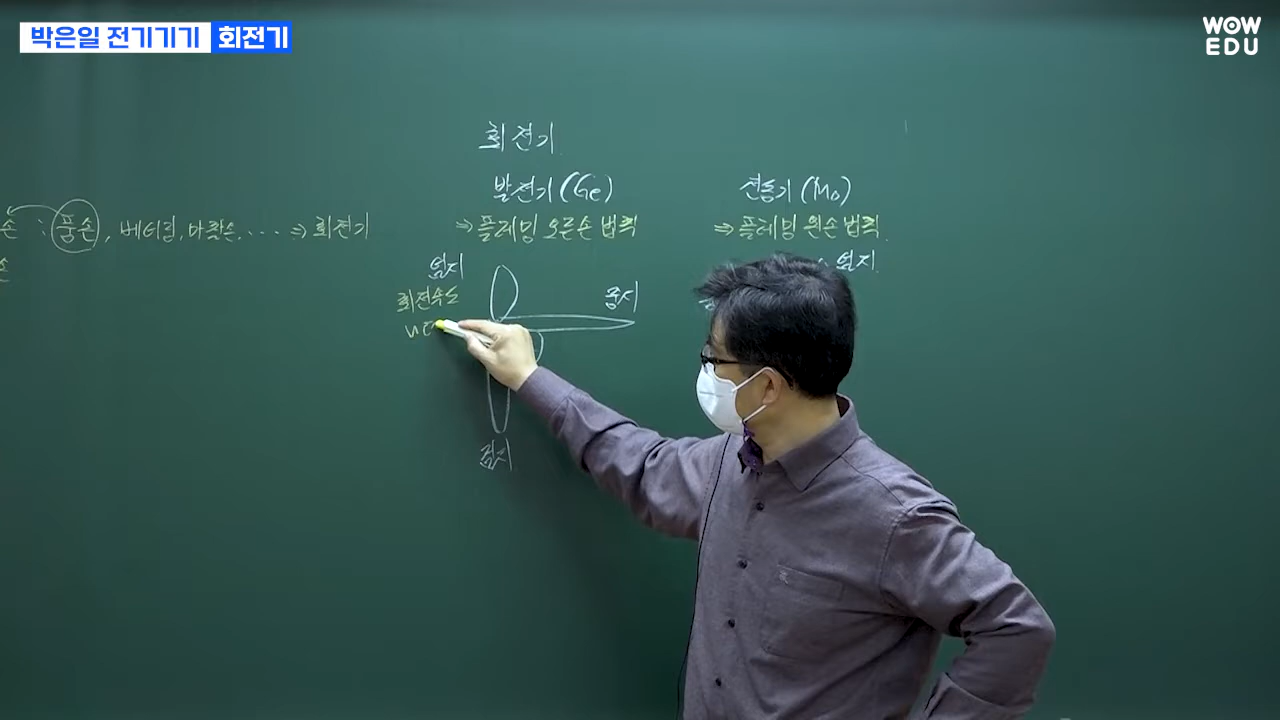 박은일 전기기기 회전기
WOW
EDU
회전기
발전기(Ge) 전동기(Mo)
손 : 풍손, 베어링, 마찰손, ···· ⇒ 회전기
⇒ 플레밍 오른손 법칙 ⇒ 플레밍 왼손 법칙
손
엄지
엄지
회전속도
중지
검지